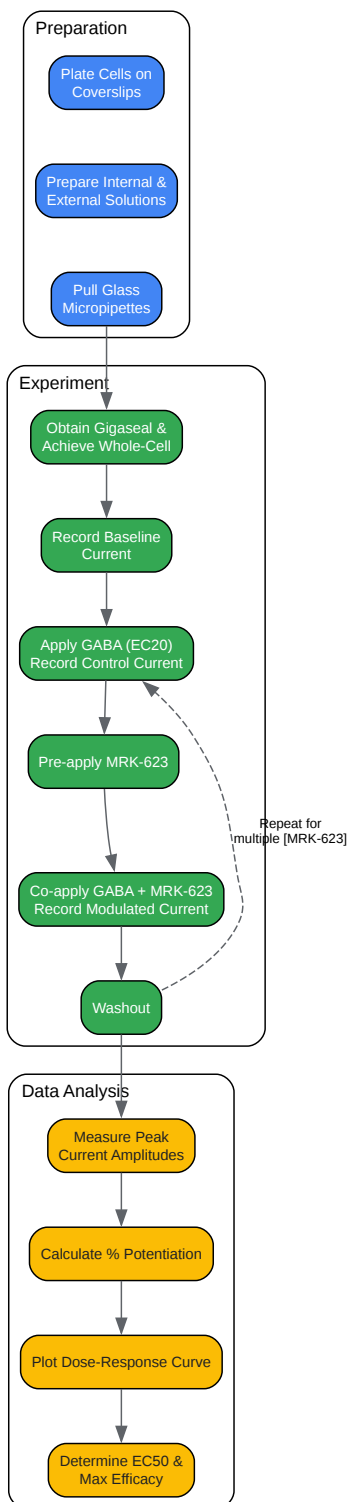 Preparation
Plate Cells on
Coverslips
Prepare Internal &
External Solutions
Pull Glass
Micropipettes
Experiment
Obtain Gigaseal &
Achieve Whole-Cell
Record Baseline
Current
Apply GABA (EC20)
Record Control Current
Pre-apply MRK-623
Repeat for
multiple [MRK-623]
Co-apply GABA + MRK-623
Record Modulated Current
Washout
Data Analysis
Measure Peak
Current Amplitudes
Calculate % Potentiation
Plot Dose-Response Curve
Determine EC50 &
Max Efficacy